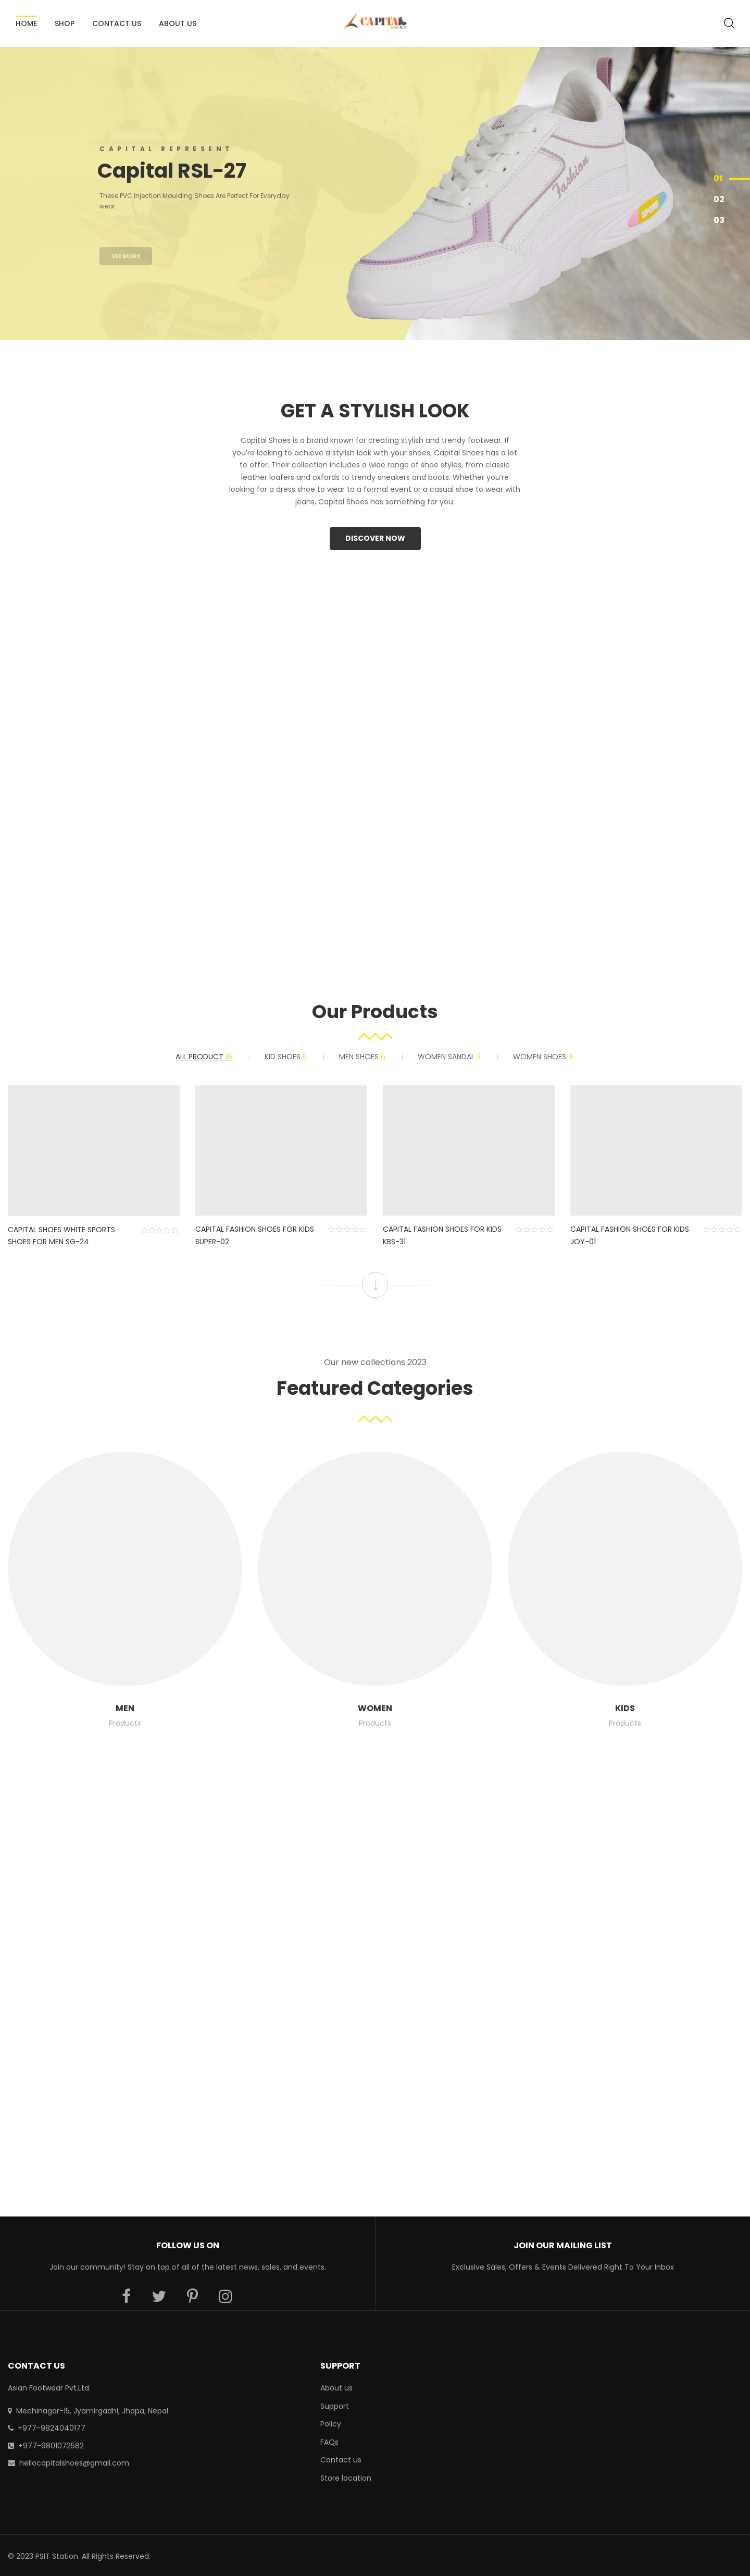 HOME
SHOP
CONTACT US
ABOUT US
CAPITAL
CAPITAL REPRESENT
Capital RSL-27
These PVC Injection Moulding Shoes Are Perfect For Everyday
wear.
SEE MORE
Fashion
SPORT
01
02
03
GET A STYLISH LOOK
Capital Shoes is a brand known for creating stylish and trendy footwear. If
you're looking to achieve a stylish look with your shoes, Capital Shoes has a lot
to offer. Their collection includes a wide range of shoe styles, from classic
leather loafers and oxfords to trendy sneakers and boots. Whether you're
looking for a dress shoe to wear to a formal event or a casual shoe to wear with
jeans, Capital Shoes has something for you.
DISCOVER NOW
Our Products
ALL PRODUCT
KID SHOES 5
MEN SHOES 6
WOMEN SANDAL 2
WOMEN SHOES 4
CAPITAL SHOES WHITE SPORTS
SHOES FOR MEN SG-24
CAPITAL FASHION SHOES FOR KIDS
SUPER-02
CAPITAL FASHION SHOES FOR KIDS
KBS-31
CAPITAL FASHION SHOES FOR KIDS
JOY-01
Our new collections 2023
Featured Categories
MEN
Products
WOMEN
Products
KIDS
Products
FOLLOW US ON
Join our community! Stay on top of all of the latest news, sales, and events.
JOIN OUR MAILING LIST
Exclusive Sales, Offers & Events Delivered Right To Your Inbox
CONTACT US
Asian Footwear Pvt.Ltd.
Mechinagar-15, Jyamirgadhi, Jhapa, Nepal
+977-9824040177
+977-9801072582
hellocapitalshoes@gmail.com
SUPPORT
About us
Support
Policy
FAQs
Contact us
Store location
© 2023 PSIT Station. All Rights Reserved.